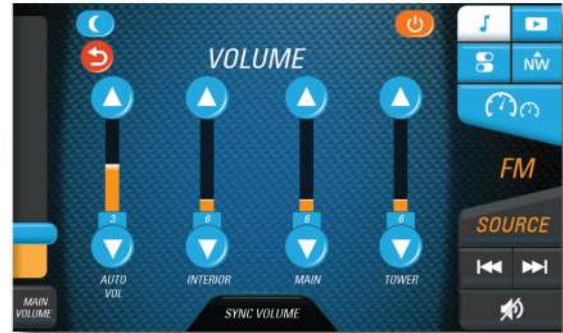 VOLUME
NW
FM
SOURCE
3
6
6
6
AUTO
VOL
INTERIOR
MAIN
TOWER
MAIN
VOLUME
SYNC VOLUME